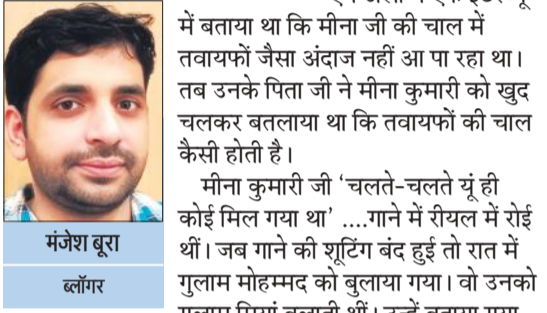 में बताया था कि मीना जी की चाल में
तवायफों जैसा अंदाज नहीं आ पा रहा था।
तब उनके पिता जी ने मीना कुमारी को खुद
चलकर बतलाया था कि तवायफों की चाल
कैसी होती है।
मीना कुमारी जी ‘चलते-चलते यूं ही
कोई मिल गया था’ ....गाने में रीयल में रोई
थीं। जब गाने की शूटिंग बंद हुई तो रात में
गुलाम मोहम्मद को बुलाया गया। वो उनको
मंजेश बूरा
ब्लॉगर